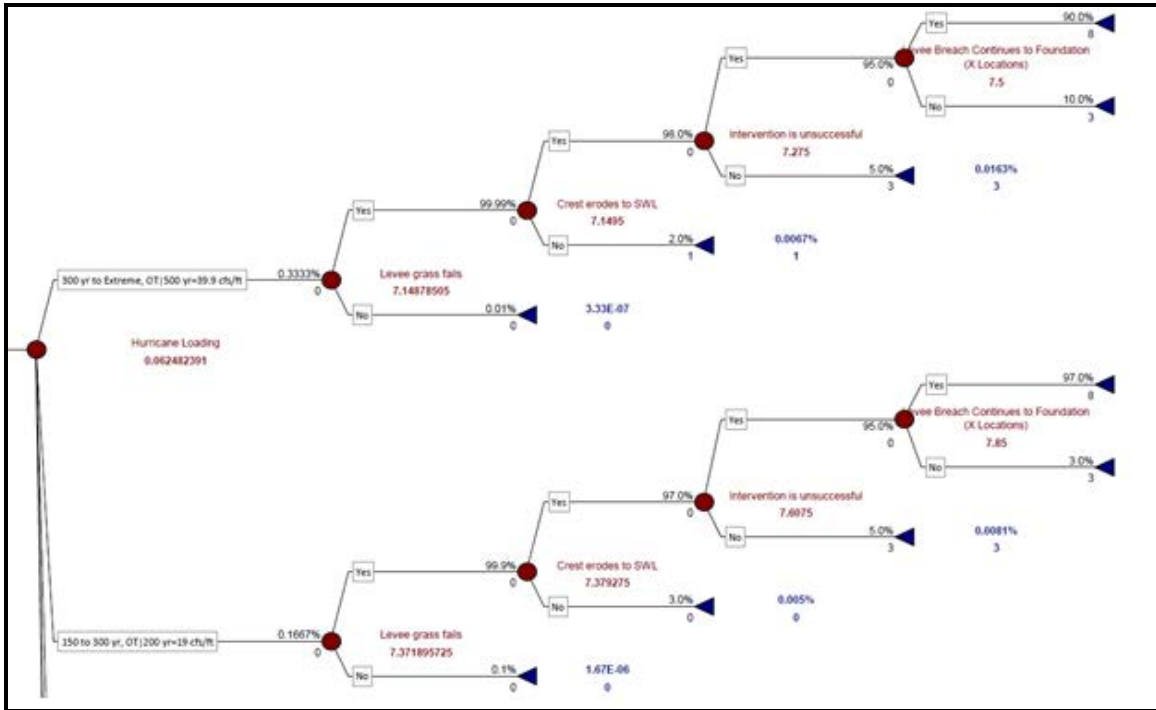 Yes
90.0%
8
Levee Breach Continues to Foundation
(X Locations)
7.5
95.0%
0
Yes
No
10.0%
3
98.0%
0
Intervention is unsuccessful
7.275
Yes
No
5.0%
3
0.0163%
3
99.99%
0
Crest erodes to SWL
7.1495
Yes
No
2.0%
1
0.0067%
1
300 yr to Extreme, OT|500 yr=39.9 cfs/ft
0.3333%
0
Levee grass fails
7.14878505
No
0.01%
0
3.33E-07
0
Hurricane Loading
0.062482391
Yes
97.0%
8
Levee Breach Continues to Foundation
(X Locations)
7.85
95.0%
0
Yes
No
3.0%
3
97.0%
0
Intervention is unsuccessful
7.6075
Yes
No
5.0%
3
0.0081%
3
99.9%
0
Crest erodes to SWL
7.379275
Yes
No
3.0%
0
0.005%
0
150 to 300 yr, OT|200 yr=19 cfs/ft
0.1667%
0
Levee grass fails
7.371895725
No
0.1%
0
1.67E-06
0